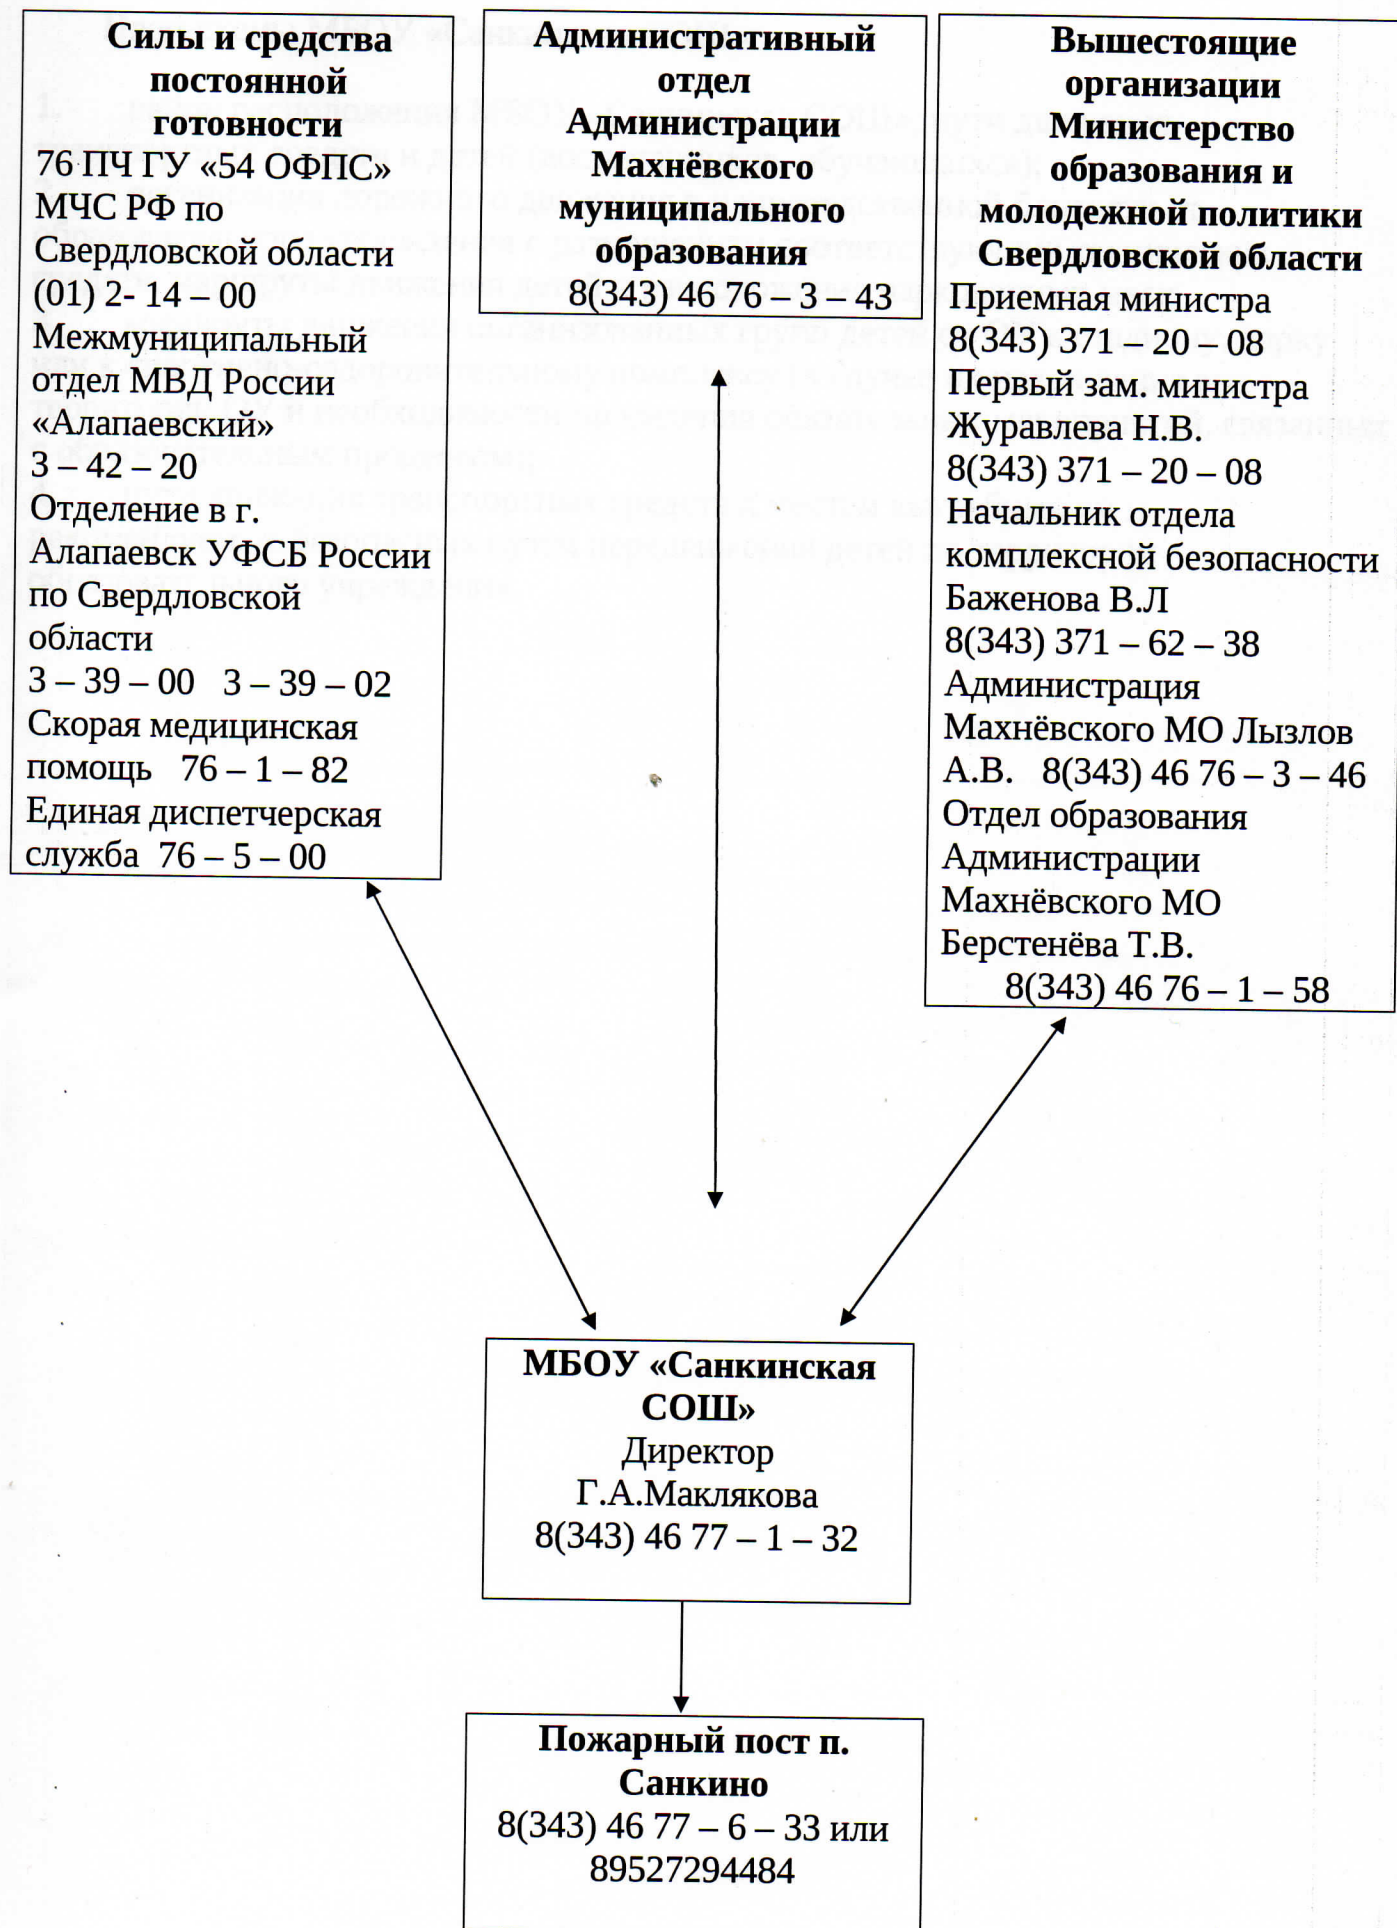 Силы и средства
постоянной
готовности
76 ПЧ ГУ «54 ОФПС»
МЧС РФ по
Свердловской области
(01) 2- 14 – 00
Межмуниципальный
отдел МВД России
«Алапаевский»
3 – 42 – 20
Отделение в г.
Алапаевск УФСБ России
по Свердловской
области
3 – 39 – 00   3 – 39 – 02
Скорая медицинская
помощь   76 – 1 – 82
Единая диспетчерская
служба  76 – 5 – 00
Административный
отдел
Администрации
Махнёвского
муниципального
образования
8(343) 46 76 – 3 – 43
Вышестоящие
организации
Министерство
образования и
молодежной политики
Свердловской области
Приемная министра
8(343) 371 – 20 – 08
Первый зам. министра
Журавлева Н.В.
8(343) 371 – 20 – 08
Начальник отдела
комплексной безопасности
Баженова В.Л
8(343) 371 – 62 – 38
Администрация
Махнёвского МО Лызлов
А.В.   8(343) 46 76 – 3 – 46
Отдел образования
Администрации
Махнёвского МО
Берстенёва Т.В.
8(343) 46 76 – 1 – 58
МБОУ «Санкинская
СОШ»
Директор
Г.А.Маклякова
8(343) 46 77 – 1 – 32
Пожарный пост п.
Санкино
8(343) 46 77 – 6 – 33 или
89527294484